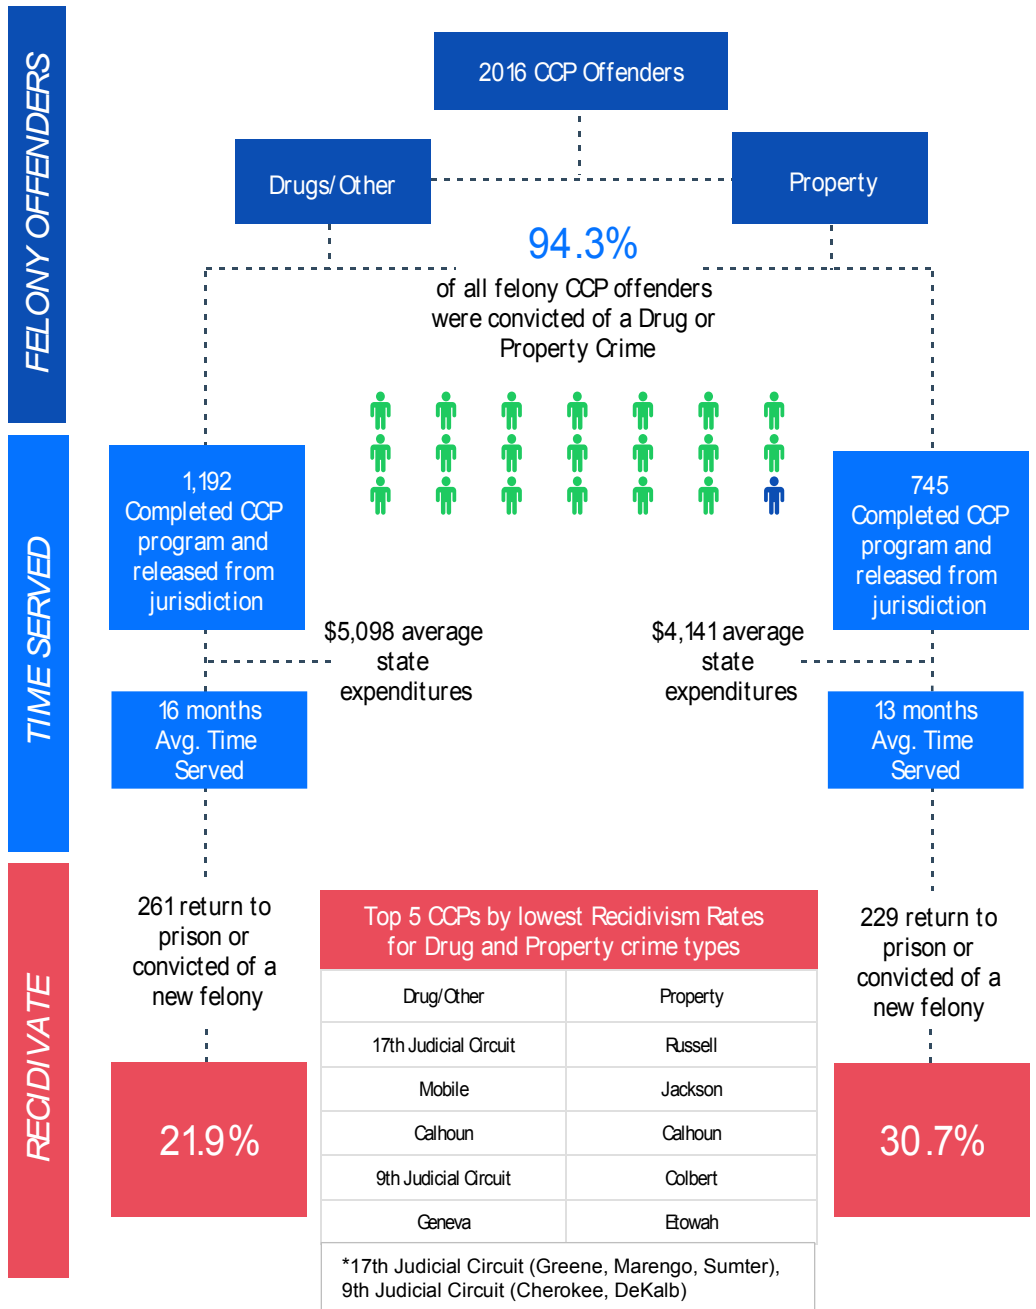 FELONY OFFENDERS
2016 CCP Offenders
Drugs/Other
Property
94.3%
of all felony CCP offenders
were convicted of a Drug or
Property Crime
TIME SERVED
1,192
Completed CCP
program and
released from
jurisdiction
745
Completed CCP
program and
released from
jurisdiction
$5,098 average
state
expenditures
$4,141 average
state
expenditures
16 months
Avg. Time
Served
13 months
Avg. Time
Served
RECIDIVATE
261 return to
prison or
convicted of a
new felony
229 return to
prison or
convicted of a
new felony
21.9%
30.7%
Top 5 CCPs by lowest Recidivism Rates
for Drug and Property crime types
Drug/Other Property
17th Judicial Circuit Russell
Mobile Jackson
Calhoun Calhoun
9th Judicial Circuit Colbert
Geneva Etowah
*17th Judicial Circuit (Greene, Marengo, Sumter),
9th Judicial Circuit (Cherokee, DeKalb)